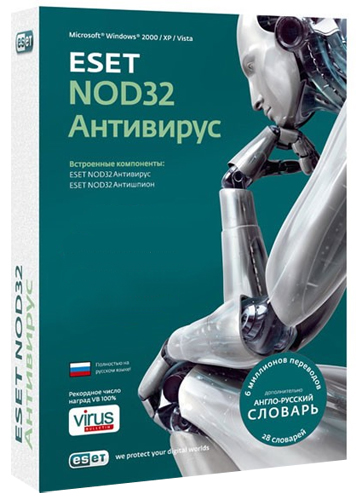 Microsoft® Windows® 2000 / XP / Vista
ESET
NOD32
Антивирус
Встроенные компоненты:
ESET NOD32 Антивирус
ESET NOD32 Антишпион
ESET NOD32
Антивирус
Полностью на
русском языке!
Рекордное число
наград VB 100%
virus
BULLETIN
eset
we protect your digital worlds
6 миллионов переводов
дополнительно
АНГЛО-РУССКИЙ
СЛОВАРЬ
28 словарей